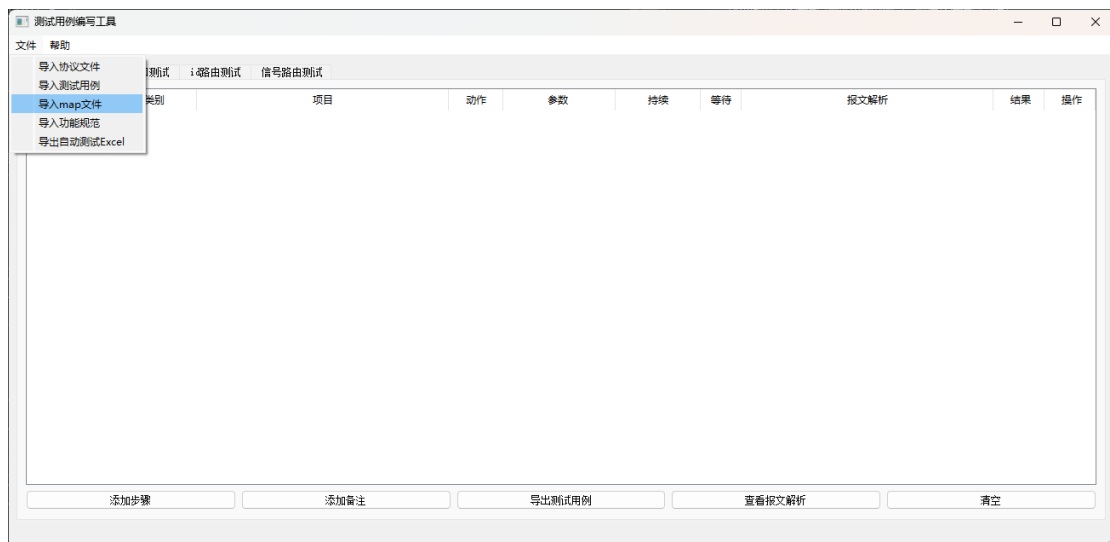 测试用例编写工具
文件 帮助
导入协议文件
导入测试用例
导入map文件
导入功能规范
导出自动测试Excel
测试 id路由测试 信号路由测试
类别 项目 动作 参数 持续 等待 报文解析 结果 操作
添加步骤 添加备注 导出测试用例 查看报文解析 清空